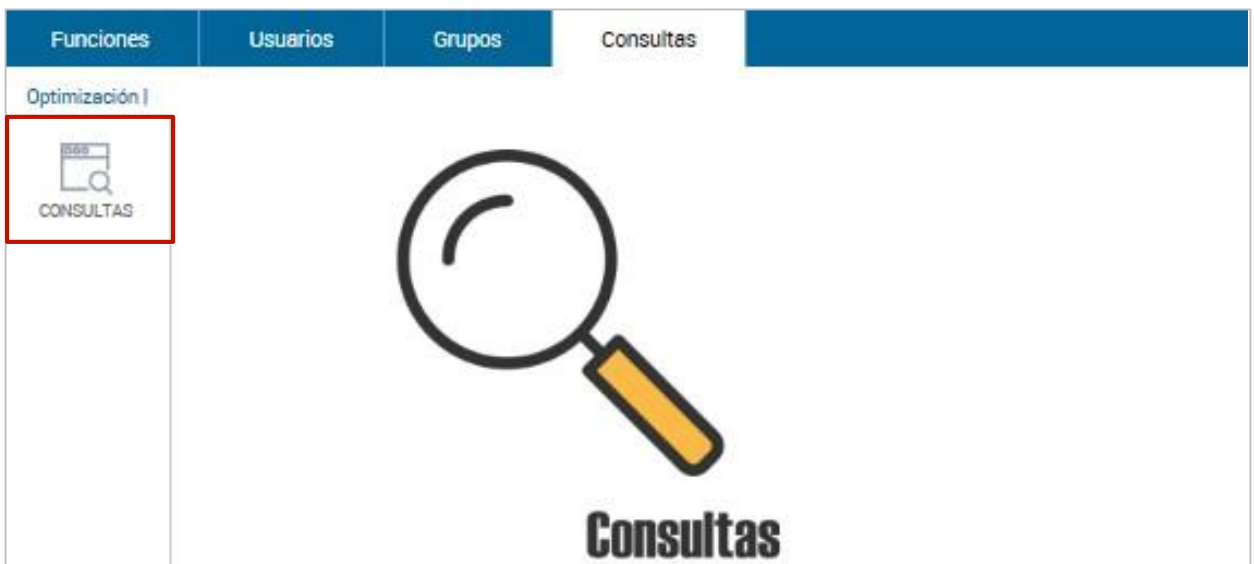 Funciones Usuarios Grupos Consultas
Optimización |
CONSULTAS
Consultas